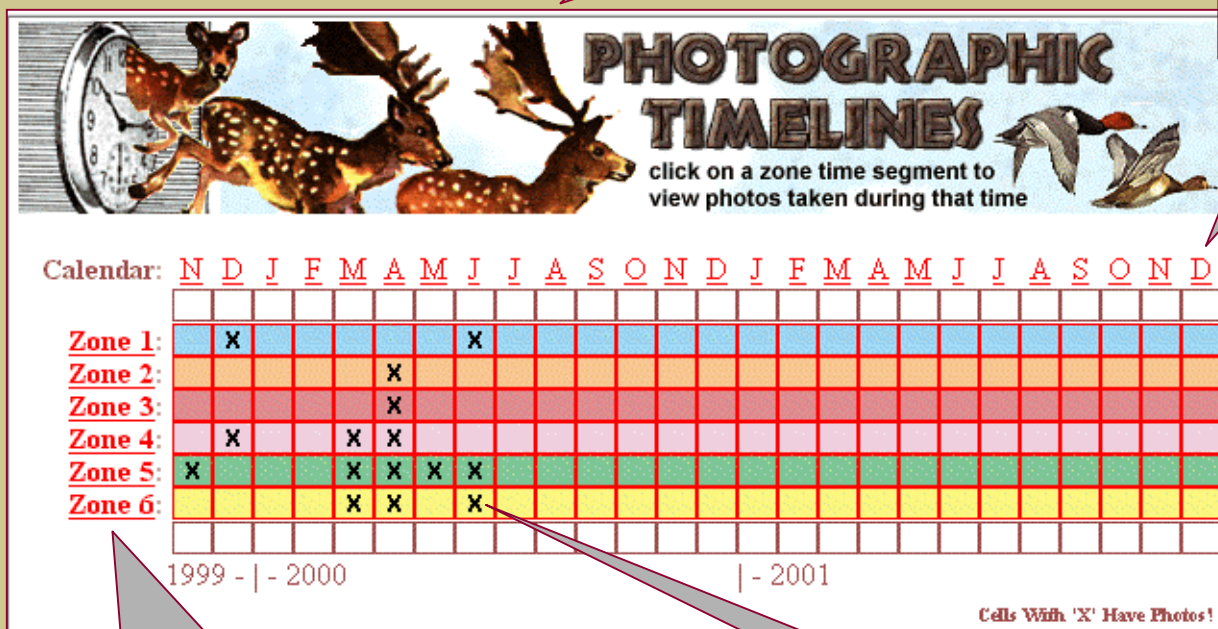 PHOTOGRAPHIC
TIMELINES
click on a zone time segment to
view photos taken during that time
Calendar: N D J F M A M J J A S O N D J F M A M J J A S O N D
Zone 1: X X
Zone 2: X
Zone 3: X
Zone 4: X X X
Zone 5: X X X X X
Zone 6: X X X
1999 - | - 2000 | - 2001
Cells With 'X' Have Photos!